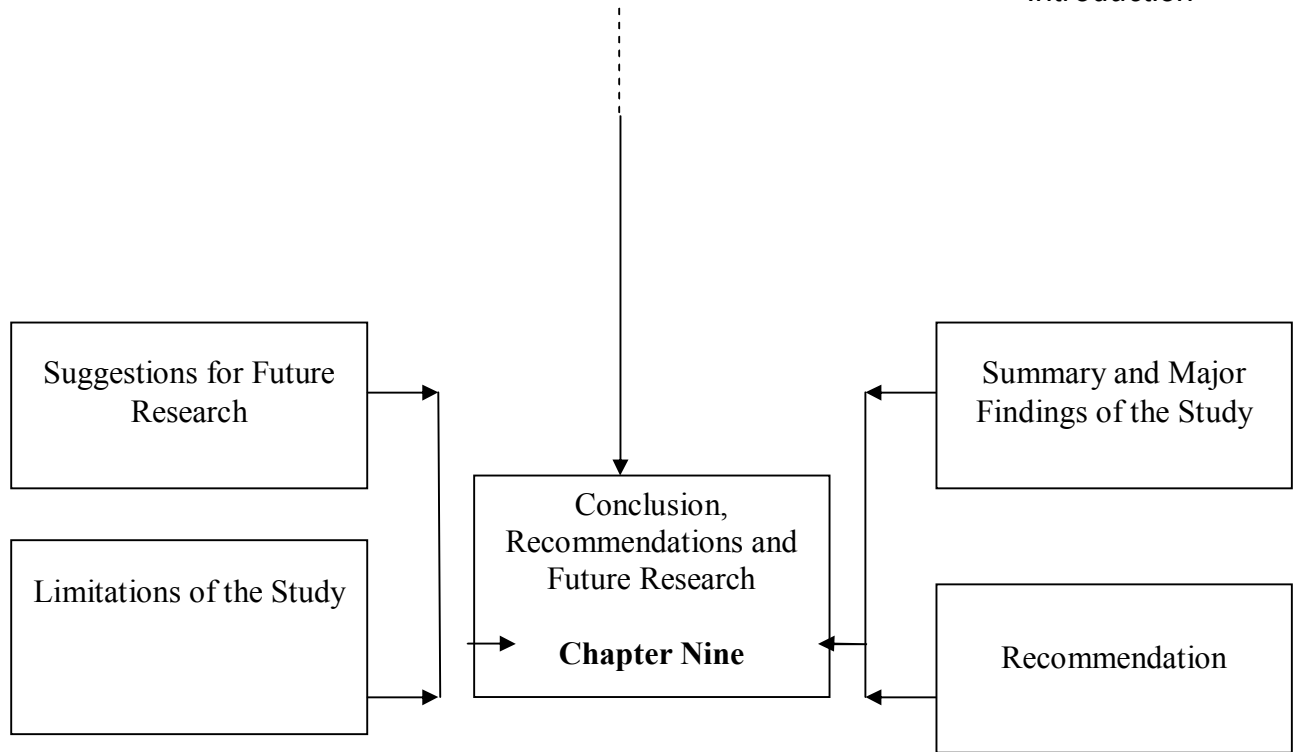 Introduction
Suggestions for Future
Research
Summary and Major
Findings of the Study
Conclusion,
Recommendations and
Future Research
Chapter Nine
Limitations of the Study
Recommendation